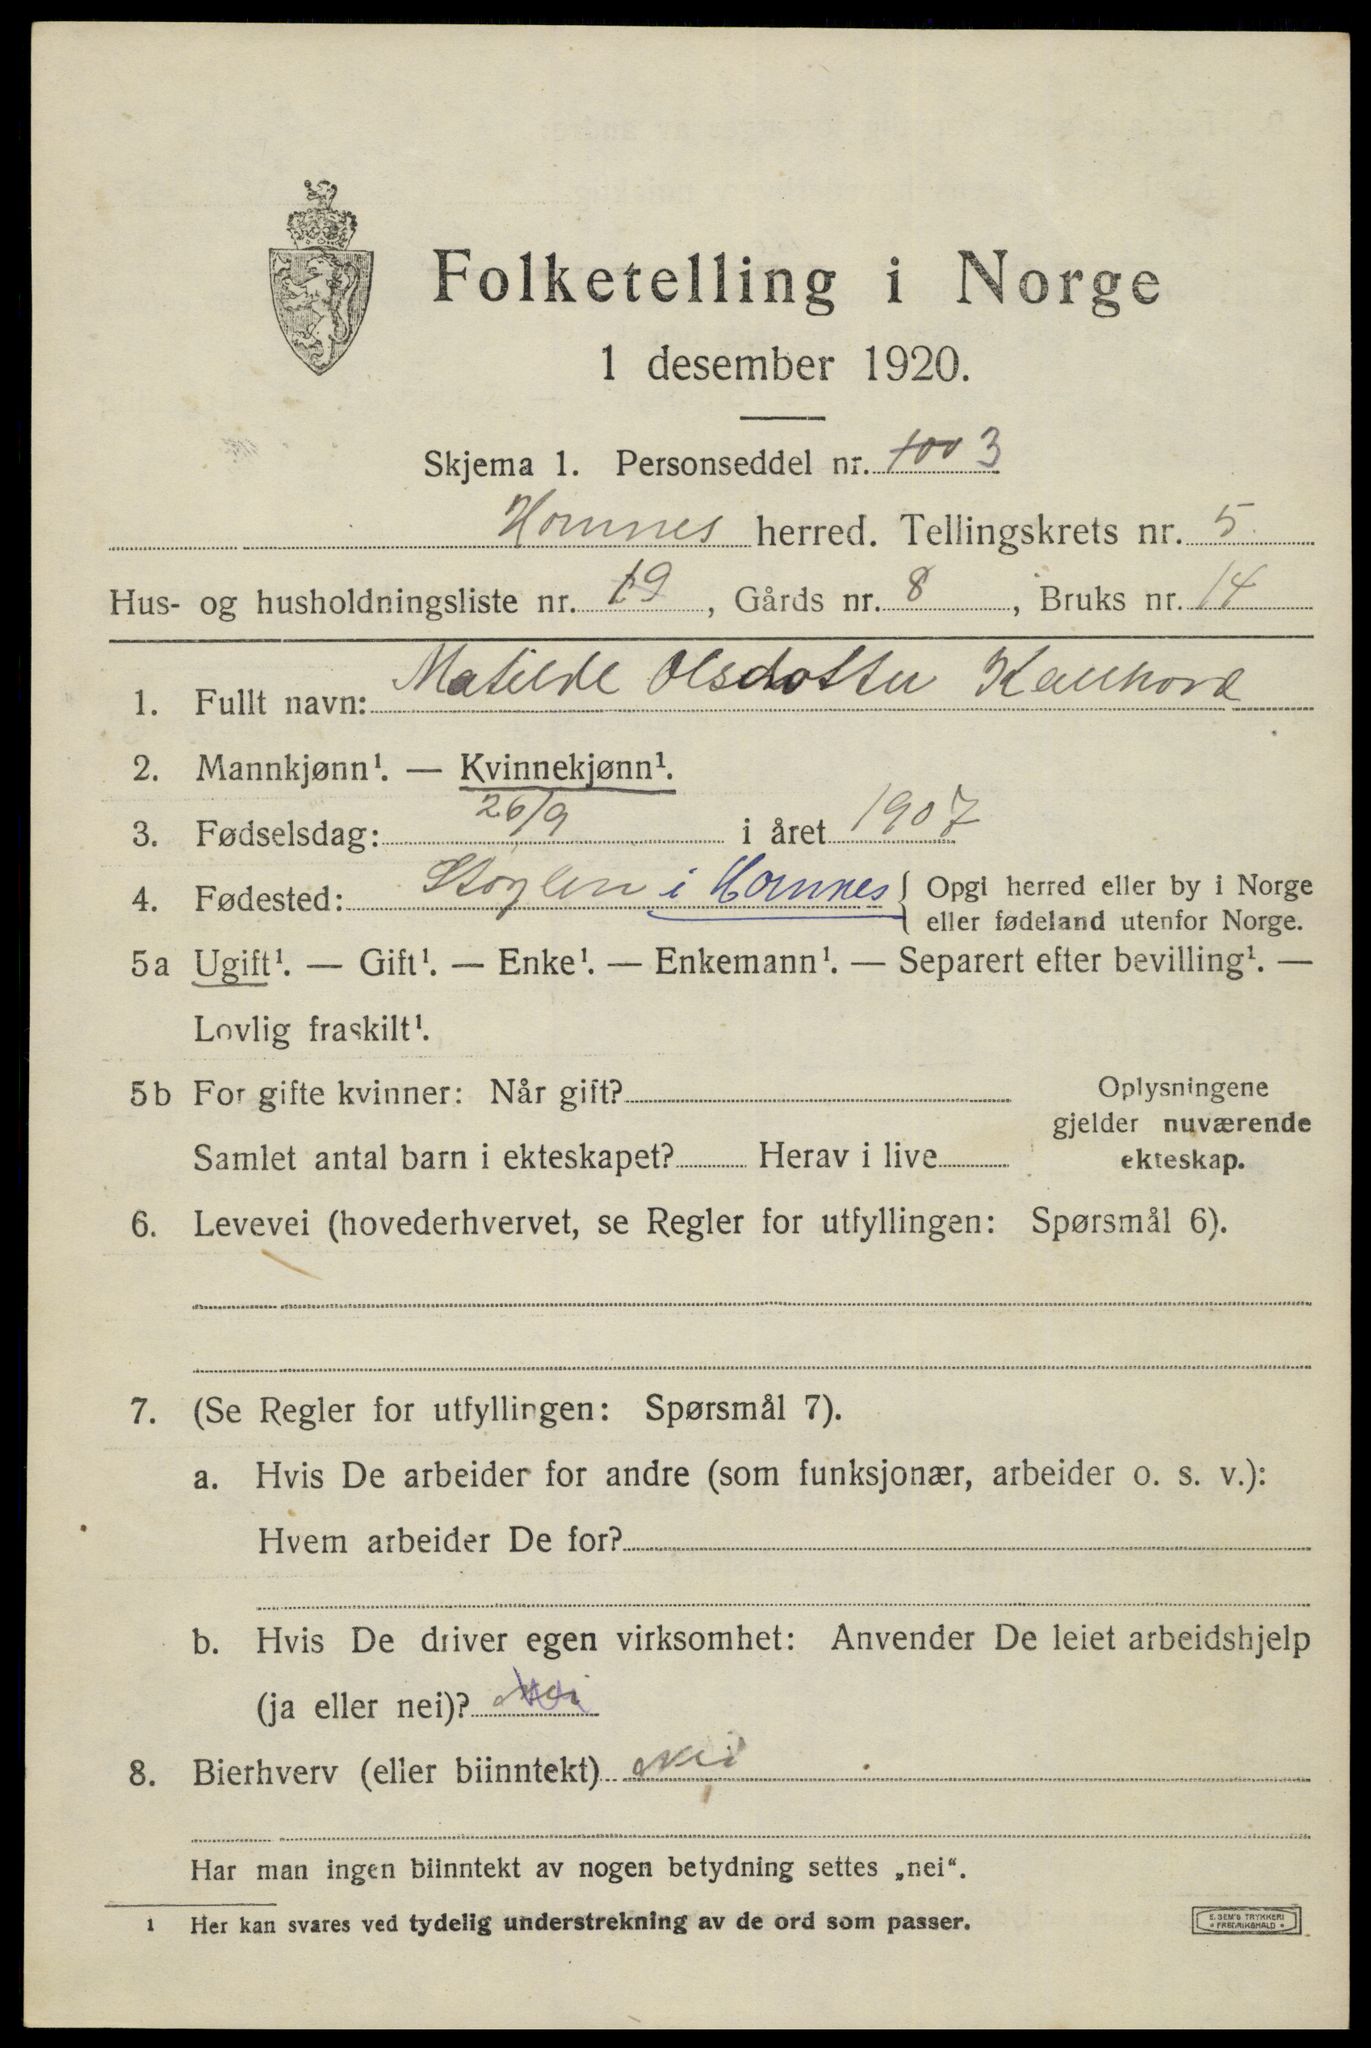 Folketelling i Norge
1 desember 1920.
Skjema 1. Personseddel nr. 1003
Hornnes herred. Tellingskrets nr. 5
Hus- og husholdningsliste nr. 19, Gårds nr. 8, Bruks nr. 14
1. Fullt navn: Matilde Olsdotter
2. Mannkjønn¹. — Kvinnekjønn¹.
3. Fødselsdag: 26/9 i året 1907
4. Fødested: i Hornnes { Opgi herred eller by i Norge
eller fødeland utenfor Norge.
5a Ugift¹. — Gift¹. — Enke¹. — Enkemann¹. — Separert efter bevilling¹. —
Lovlig fraskilt¹.
5b For gifte kvinner: Når gift?
Samlet antal barn i ekteskapet? Herav i live
Oplysningene
gjelder nuværende
ekteskap.
6. Levevei (hovederhvervet, se Regler for utfyllingen: Spørsmål 6).
7. (Se Regler for utfyllingen: Spørsmål 7).
a. Hvis De arbeider for andre (som funksjonær, arbeider o. s. v.):
Hvem arbeider De for?
b. Hvis De driver egen virksomhet: Anvender De leiet arbeidshjelp
(ja eller nei)? nei
8. Bierhverv (eller biinntekt) nei
Har man ingen biinntekt av nogen betydning settes „nei“.
1 Her kan svares ved tydelig understrekning av de ord som passer.
E. SEM'S TRYKKERI
* FREDRIKSHALD *